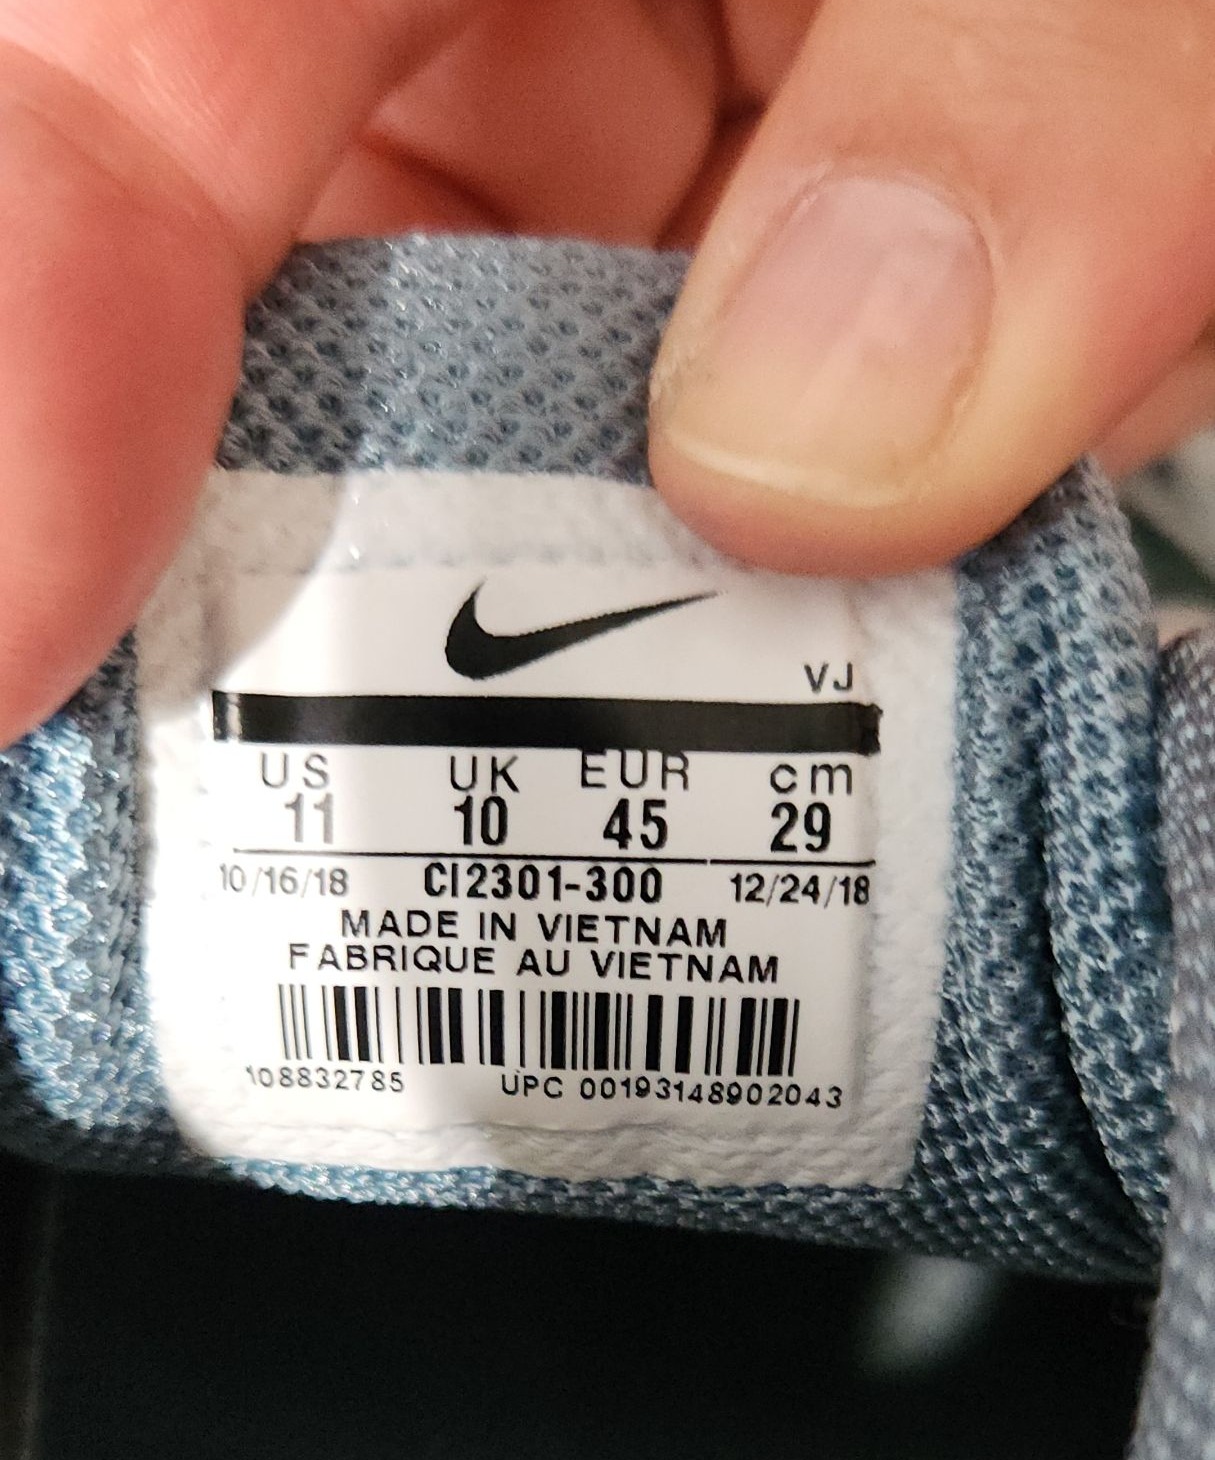 VJ
US UK EUR cm
11 10 45 29
10/16/18 CI2301-300 12/24/18
MADE IN VIETNAM
FABRIQUE AU VIETNAM
108832785 UPC 00193148902043